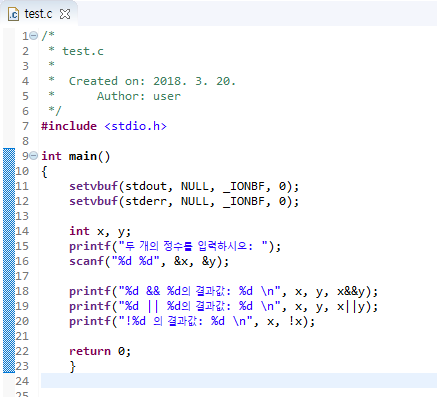 test.c
1 /*
2  * test.c
3  *
4  *  Created on: 2018. 3. 20.
5  *      Author: user
6  */
7 #include <stdio.h>
8
9 int main()
10 {
11     setvbuf(stdout, NULL, _IONBF, 0);
12     setvbuf(stderr, NULL, _IONBF, 0);
13
14     int x, y;
15     printf("두 개의 정수를 입력하시오: ");
16     scanf("%d %d", &x, &y);
17
18     printf("%d && %d의 결과값: %d \n", x, y, x&&y);
19     printf("%d || %d의 결과값: %d \n", x, y, x||y);
20     printf("!%d 의 결과값: %d \n", x, !x);
21
22     return 0;
23     }
24
25